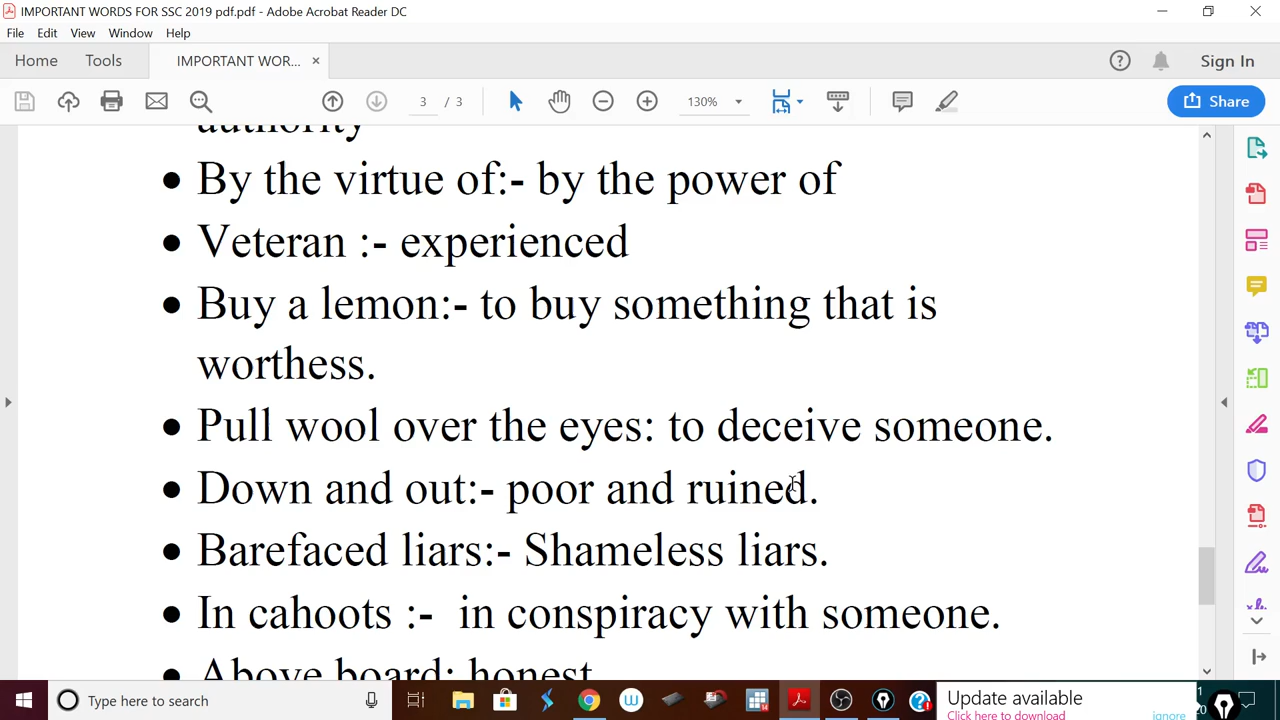 IMPORTANT WORDS FOR SSC 2019 pdf.pdf - Adobe Acrobat Reader DC
File Edit View Window Help
Home Tools IMPORTANT WOR... × ? Sign In
3 / 3 130% Share
authority
• By the virtue of:- by the power of
• Veteran :- experienced
• Buy a lemon:- to buy something that is
worthess.
• Pull wool over the eyes: to deceive someone.
• Down and out:- poor and ruined.
• Barefaced liars:- Shameless liars.
• In cahoots :- in conspiracy with someone.
• Above board: honest
Type here to search
Update available
Click here to download ignore